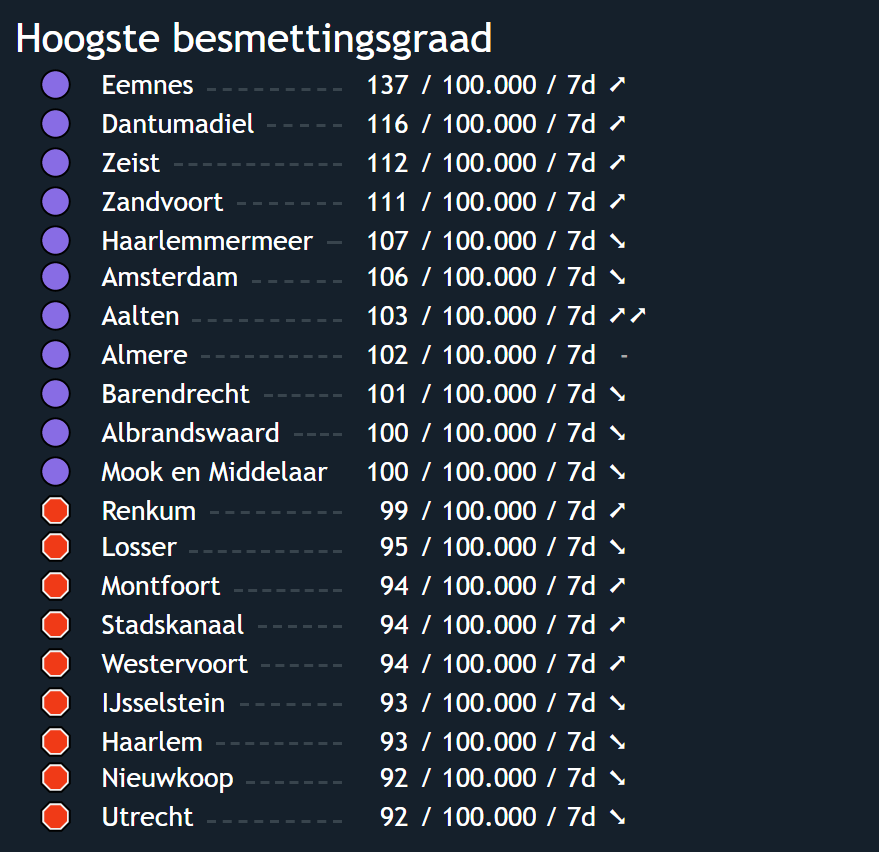 Hoogste besmettingsgraad
Eemnes 137 / 100.000 / 7d ➚
Dantumadiel 116 / 100.000 / 7d ➚
Zeist 112 / 100.000 / 7d ➚
Zandvoort 111 / 100.000 / 7d ➚
Haarlemmermeer 107 / 100.000 / 7d ➘
Amsterdam 106 / 100.000 / 7d ➘
Aalten 103 / 100.000 / 7d ➚➚
Almere 102 / 100.000 / 7d -
Barendrecht 101 / 100.000 / 7d ➘
Albrandswaard 100 / 100.000 / 7d ➘
Mook en Middelaar 100 / 100.000 / 7d ➘
Renkum 99 / 100.000 / 7d ➚
Losser 95 / 100.000 / 7d ➘
Montfoort 94 / 100.000 / 7d ➚
Stadskanaal 94 / 100.000 / 7d ➚
Westervoort 94 / 100.000 / 7d ➚
IJsselstein 93 / 100.000 / 7d ➘
Haarlem 93 / 100.000 / 7d ➘
Nieuwkoop 92 / 100.000 / 7d ➘
Utrecht 92 / 100.000 / 7d ➘